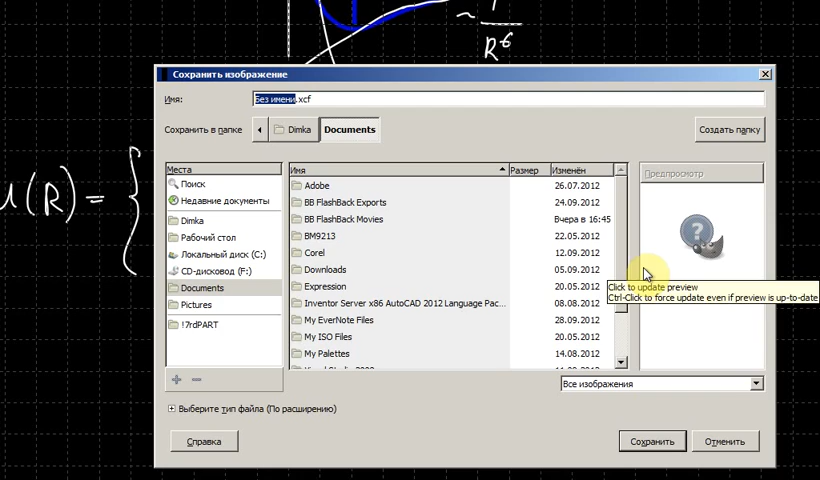 ~ 1/R⁶
u(R) = {
Сохранить изображение
Имя: Без имени.xcf
Сохранить в папке Dimka Documents Создать папку
Места
Поиск
Недавние документы
Dimka
Рабочий стол
Локальный диск (C:)
CD-дисковод (F:)
Documents
Pictures
!7rdPART
Имя Размер Изменён
Adobe 26.07.2012
BB FlashBack Exports 24.09.2012
BB FlashBack Movies Вчера в 16:45
BM9213 22.05.2012
Corel 12.09.2012
Downloads 05.09.2012
Expression 20.05.2012
Inventor Server x86 AutoCAD 2012 Language Pac... 08.08.2012
My EverNote Files 28.09.2012
My ISO Files 20.05.2012
My Palettes 14.08.2012
Предпросмотр
Click to update preview
Ctrl-Click to force update even if preview is up-to-date
Все изображения
Выберите тип файла (По расширению)
Справка Сохранить Отменить